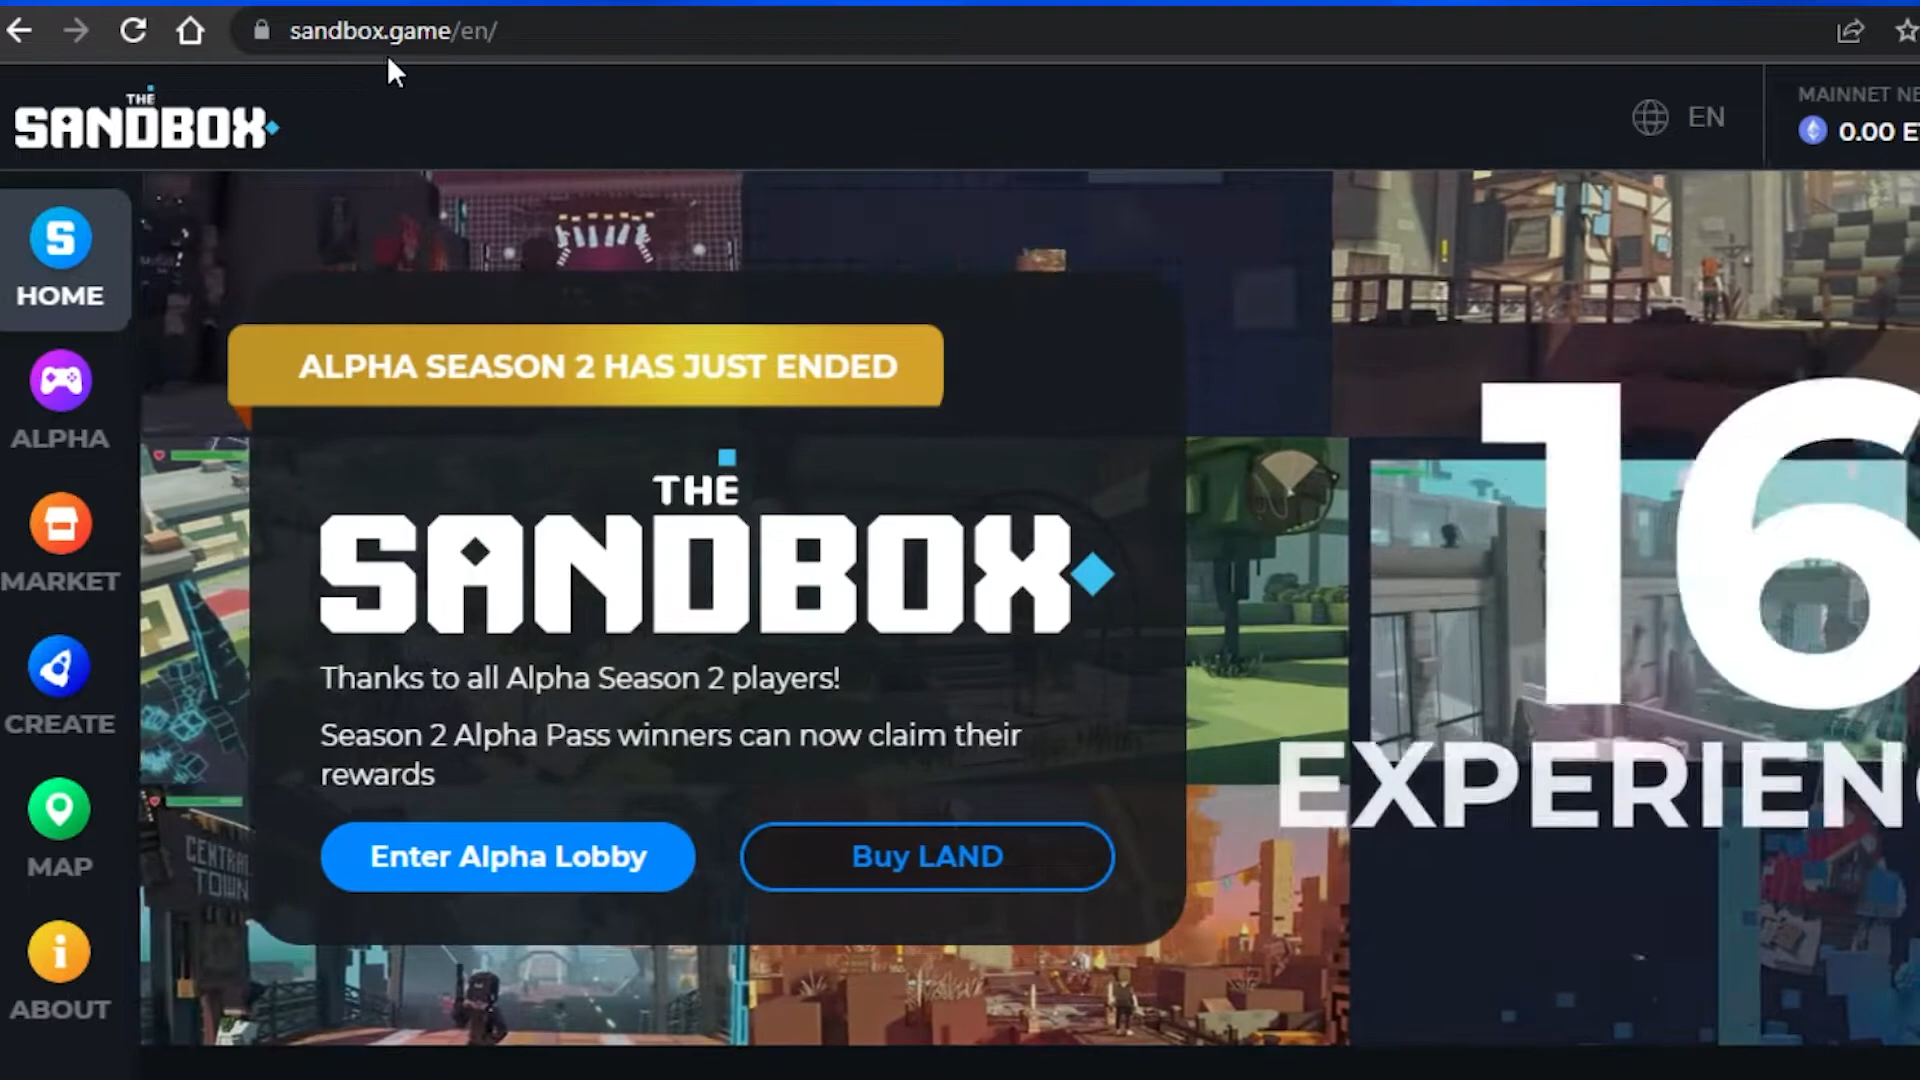 sandbox.game/en/
THE
SANDBOX
EN
MAINNET NE
0.00 E
HOME
ALPHA
MARKET
CREATE
MAP
ABOUT
ALPHA SEASON 2 HAS JUST ENDED
THE
SANDBOX
Thanks to all Alpha Season 2 players!
Season 2 Alpha Pass winners can now claim their
rewards
Enter Alpha Lobby
Buy LAND
16
EXPERIEN
CENTRAL
TOWN